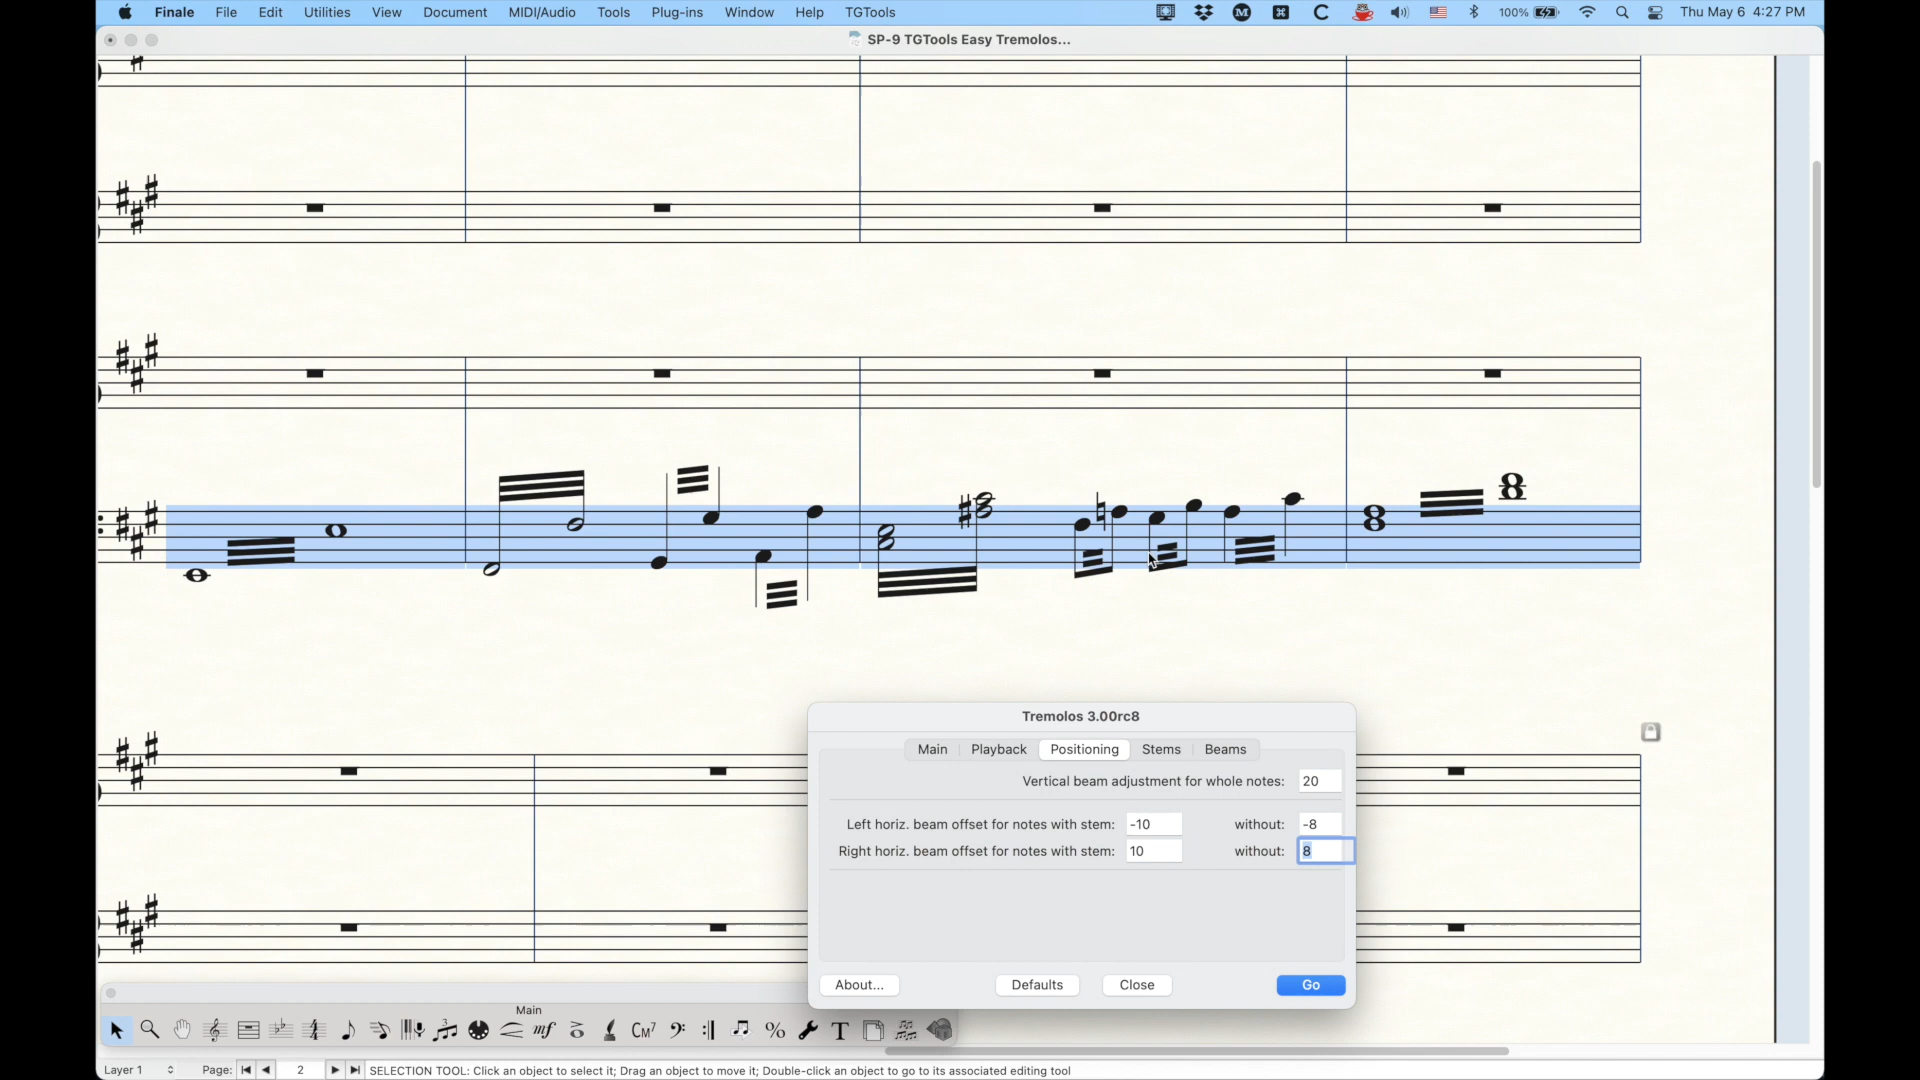 Finale File Edit Utilities View Document MIDI/Audio Tools Plug-ins Window Help TGTools 100% Thu May 6 4:27 PM
SP-9 TGTools Easy Tremolos...
Tremolos 3.00rc8
Main Playback Positioning Stems Beams
Vertical beam adjustment for whole notes: 20
Left horiz. beam offset for notes with stem: -10 without: -8
Right horiz. beam offset for notes with stem: 10 without: 8
About... Defaults Close Go
Main
Layer 1 Page: 2 SELECTION TOOL: Click an object to select it; Drag an object to move it; Double-click an object to go to its associated editing tool